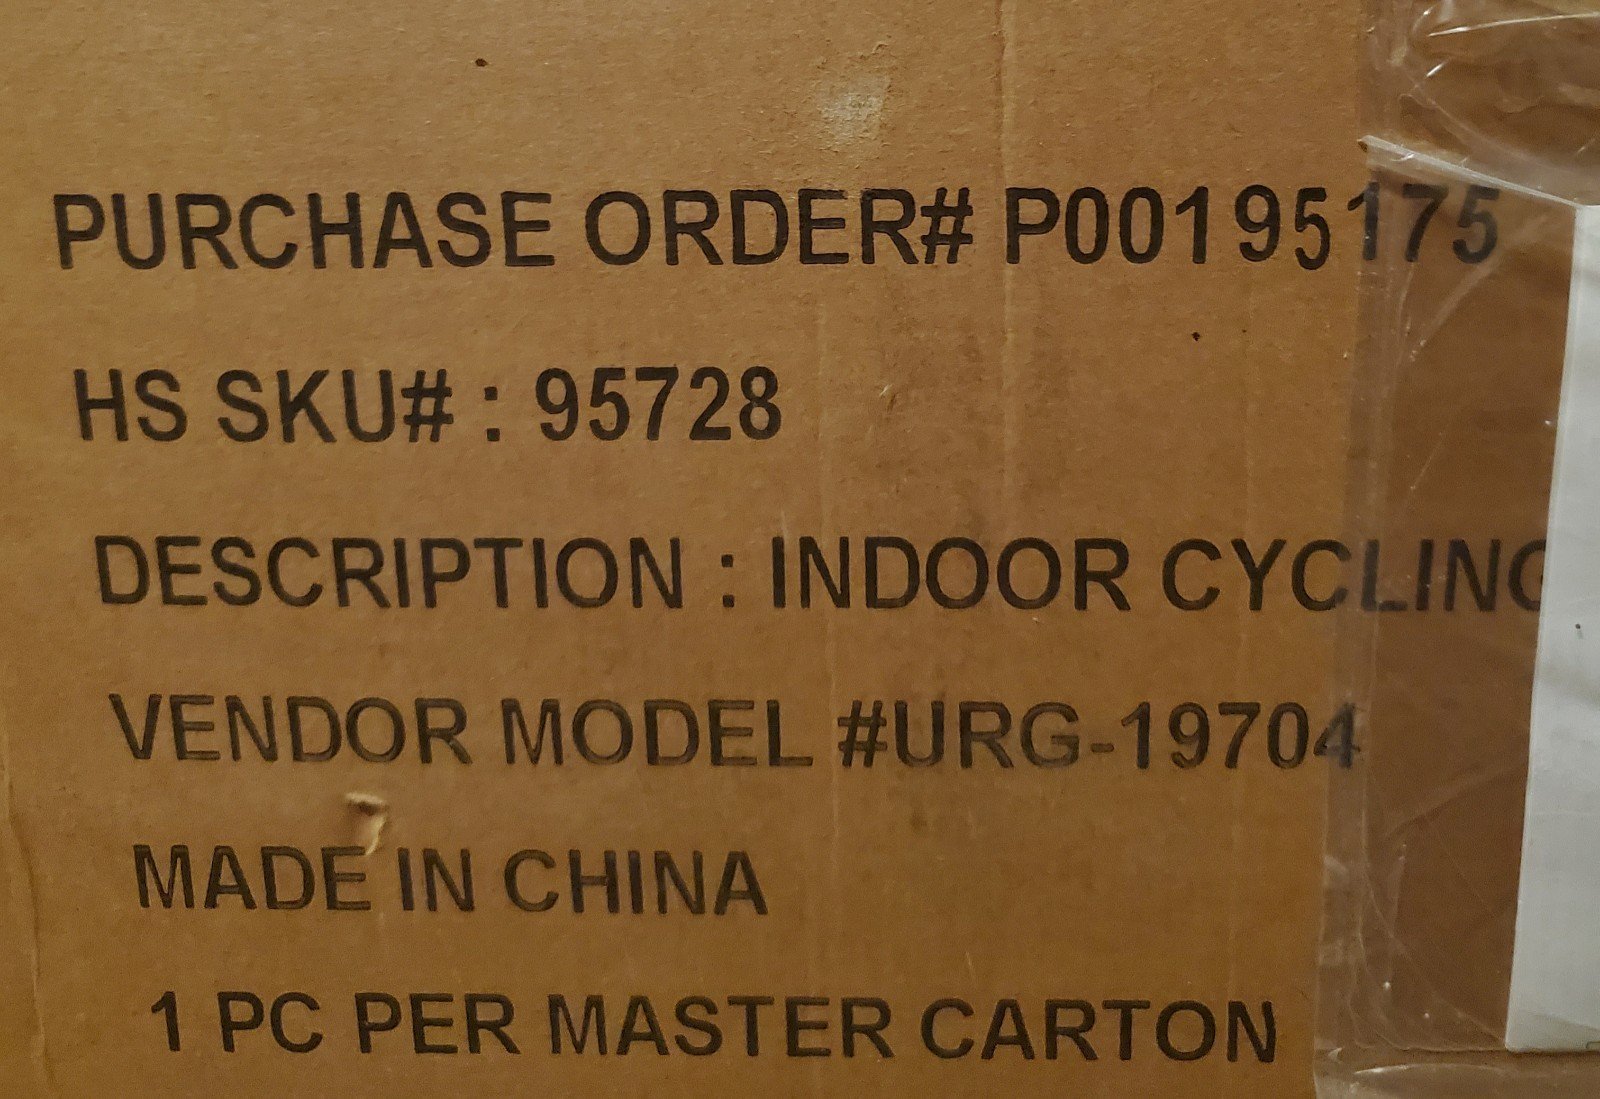 PURCHASE ORDER# P00195175
HS SKU# : 95728
DESCRIPTION : INDOOR CYCLING
VENDOR MODEL #URG-19704
MADE IN CHINA
1 PC PER MASTER CARTON